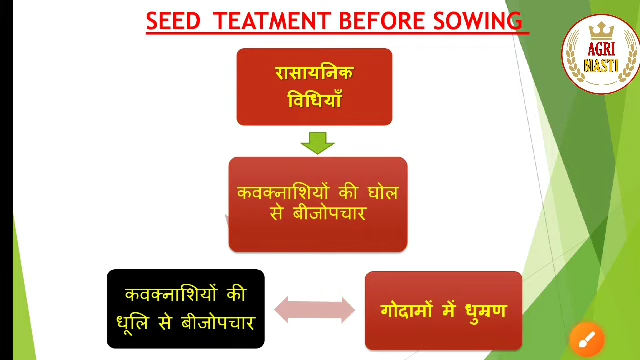 SEED TEATMENT BEFORE SOWING
AGRI
MASTI
रासायनिक
विधियाँ
कवक्नाशियों की घोल
से बीजोपचार
कवक्नाशियों की
धूलि से बीजोपचार
गोदामों में धुम्रण